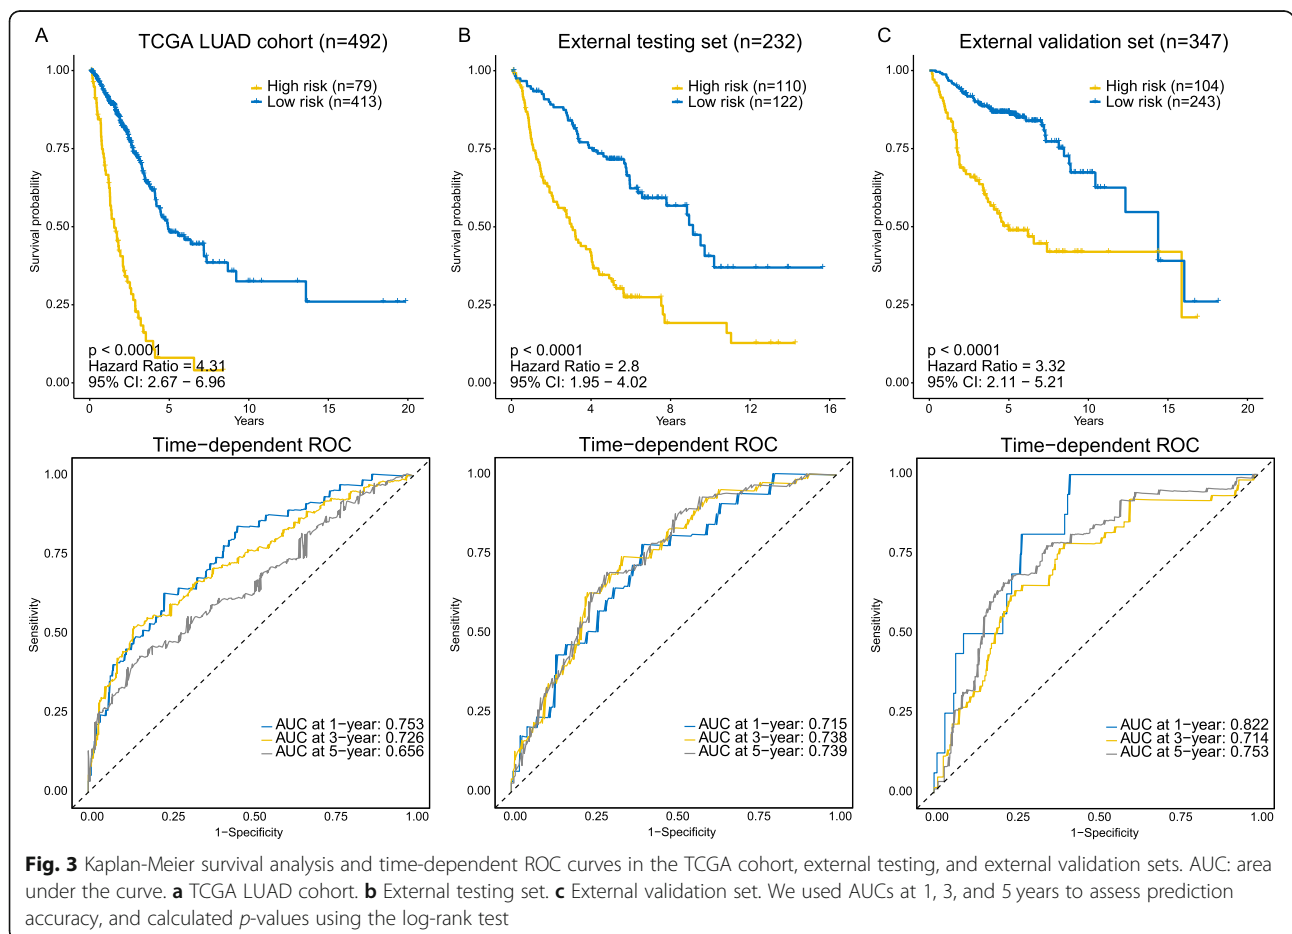 A
TCGA LUAD cohort (n=492)
1.00
0.75
0.50
0.25
0.00
Survival probability
High risk (n=79)
Low risk (n=413)
p < 0.0001
Hazard Ratio = 4.31
95% CI: 2.67 − 6.96
0 5 10 15 20
Years
B
External testing set (n=232)
1.00
0.75
0.50
0.25
0.00
Survival probability
High risk (n=110)
Low risk (n=122)
p < 0.0001
Hazard Ratio = 2.8
95% CI: 1.95 − 4.02
0 4 8 12 16
Years
C
External validation set (n=347)
1.00
0.75
0.50
0.25
0.00
Survival probability
High risk (n=104)
Low risk (n=243)
p < 0.0001
Hazard Ratio = 3.32
95% CI: 2.11 − 5.21
0 5 10 15 20
Years
Time−dependent ROC
1.00
0.75
0.50
0.25
0.00
Sensitivity
AUC at 1−year: 0.753
AUC at 3−year: 0.726
AUC at 5−year: 0.656
0.00 0.25 0.50 0.75 1.00
1−Specificity
Time−dependent ROC
1.00
0.75
0.50
0.25
0.00
Sensitivity
AUC at 1−year: 0.715
AUC at 3−year: 0.738
AUC at 5−year: 0.739
0.00 0.25 0.50 0.75 1.00
1−Specificity
Time−dependent ROC
1.00
0.75
0.50
0.25
0.00
Sensitivity
AUC at 1−year: 0.822
AUC at 3−year: 0.714
AUC at 5−year: 0.753
0.00 0.25 0.50 0.75 1.00
1−Specificity
Fig. 3 Kaplan-Meier survival analysis and time-dependent ROC curves in the TCGA cohort, external testing, and external validation sets. AUC: area
under the curve. a TCGA LUAD cohort. b External testing set. c External validation set. We used AUCs at 1, 3, and 5 years to assess prediction
accuracy, and calculated p-values using the log-rank test